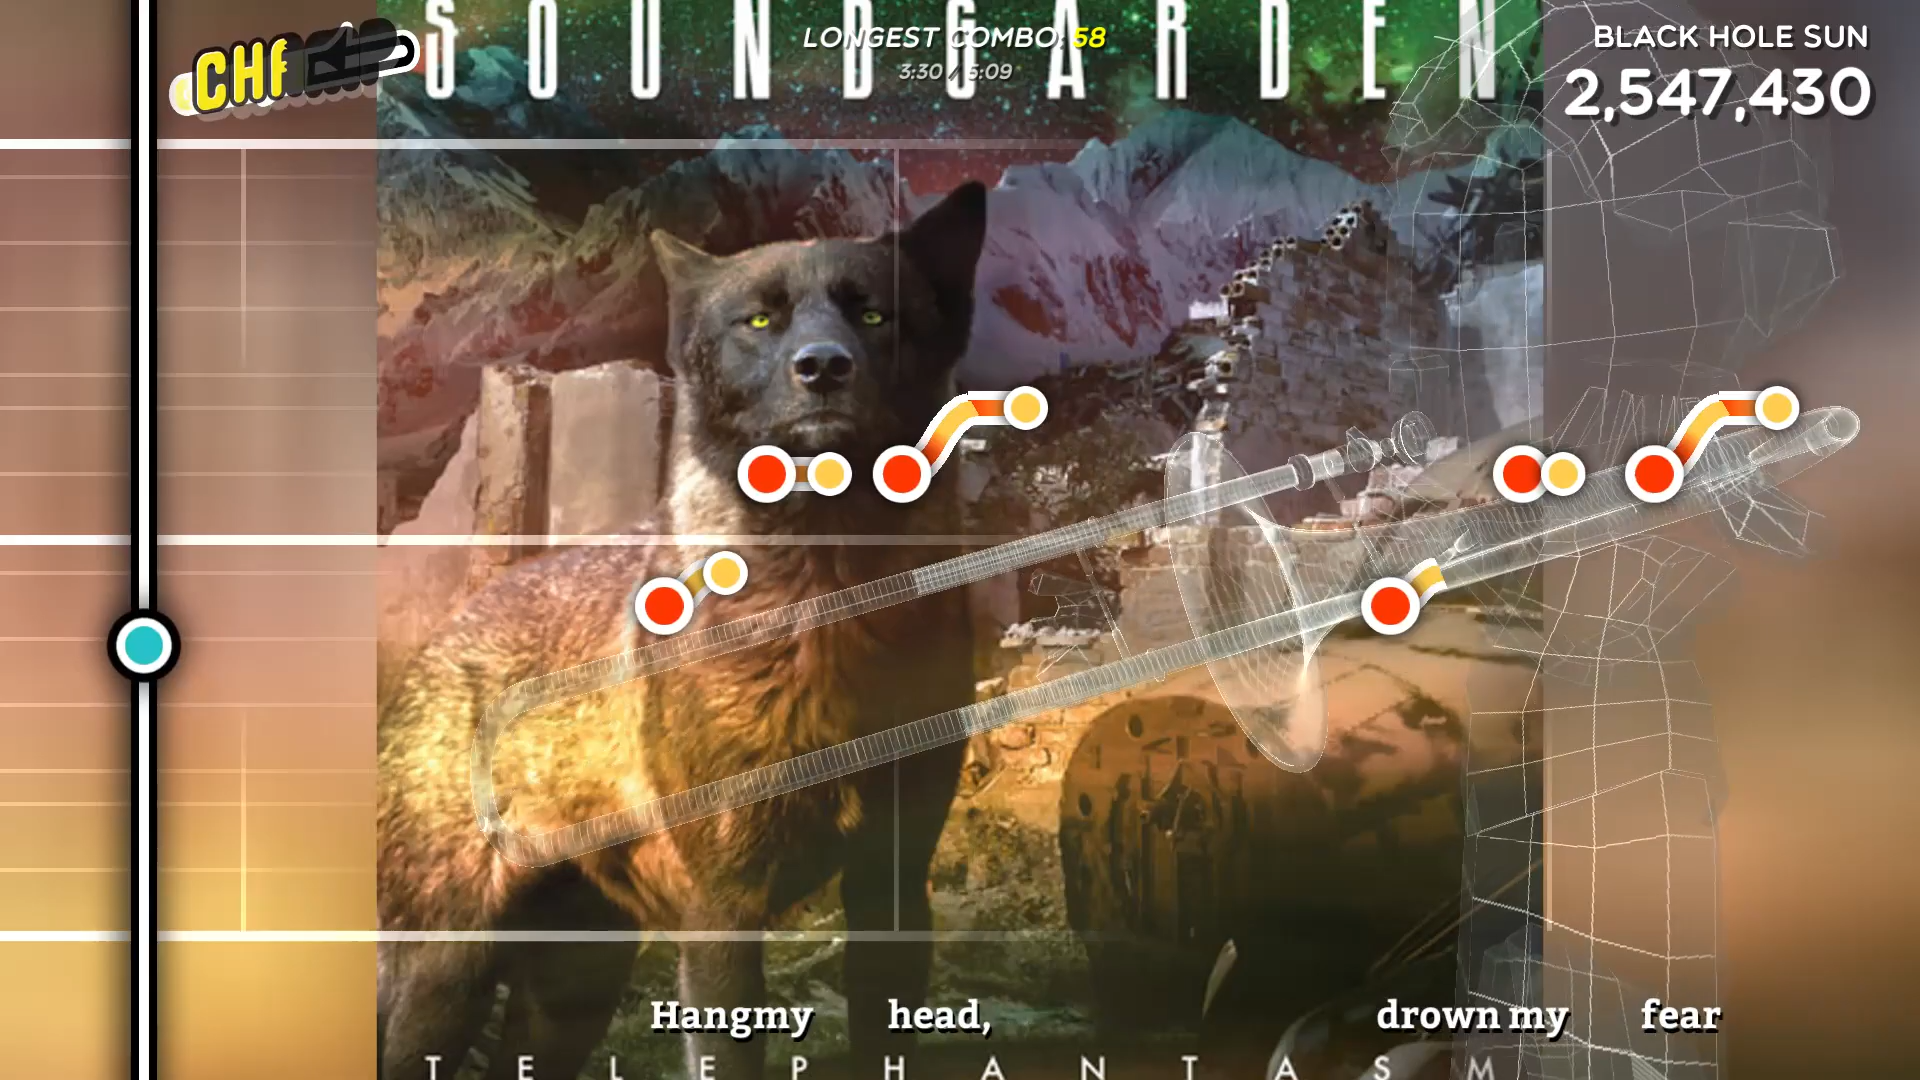 SOUNDGARDEN
LONGEST COMBO: 58
3:30 / 5:09
BLACK HOLE SUN
2,547,430
CHF
Hangmy head, drown my fear
TELEPHANTASM